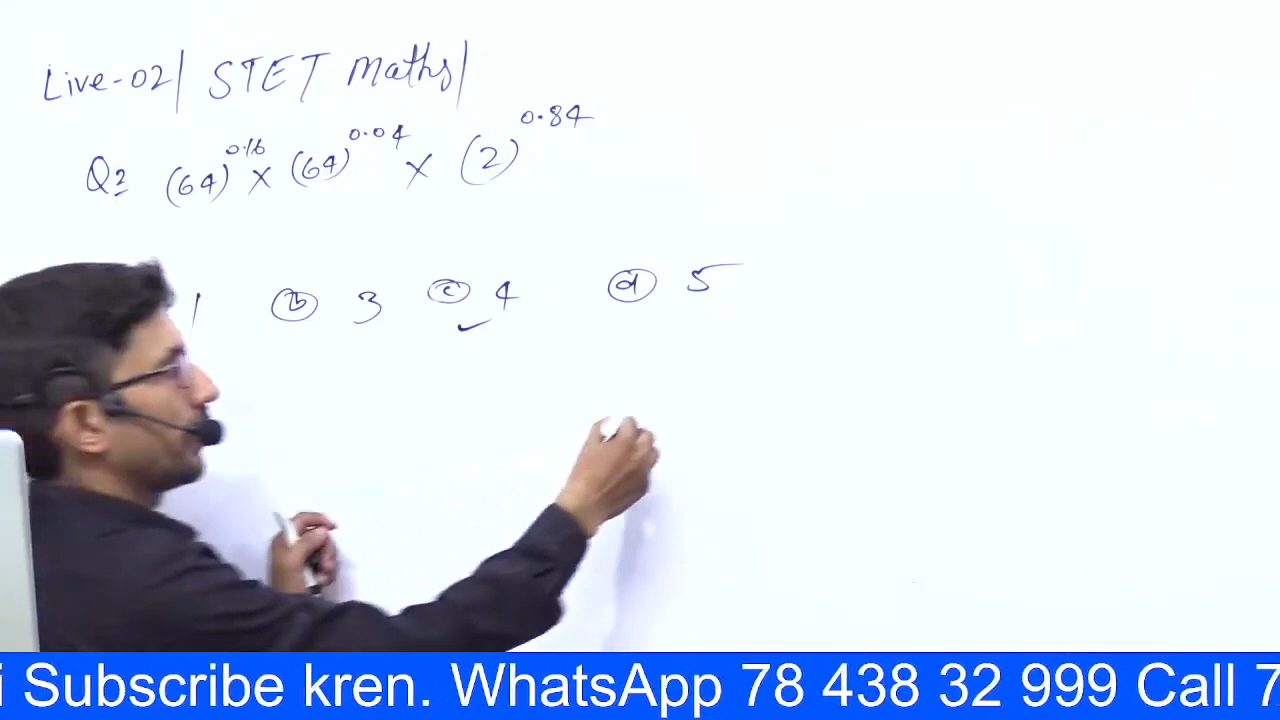 Live-02/ STET Maths/
Q2 (64)^0.16 × (64)^0.04 × (2)^0.84
1 (b) 3 (c) 4 (d) 5
i Subscribe kren. WhatsApp 78 438 32 999 Call 7